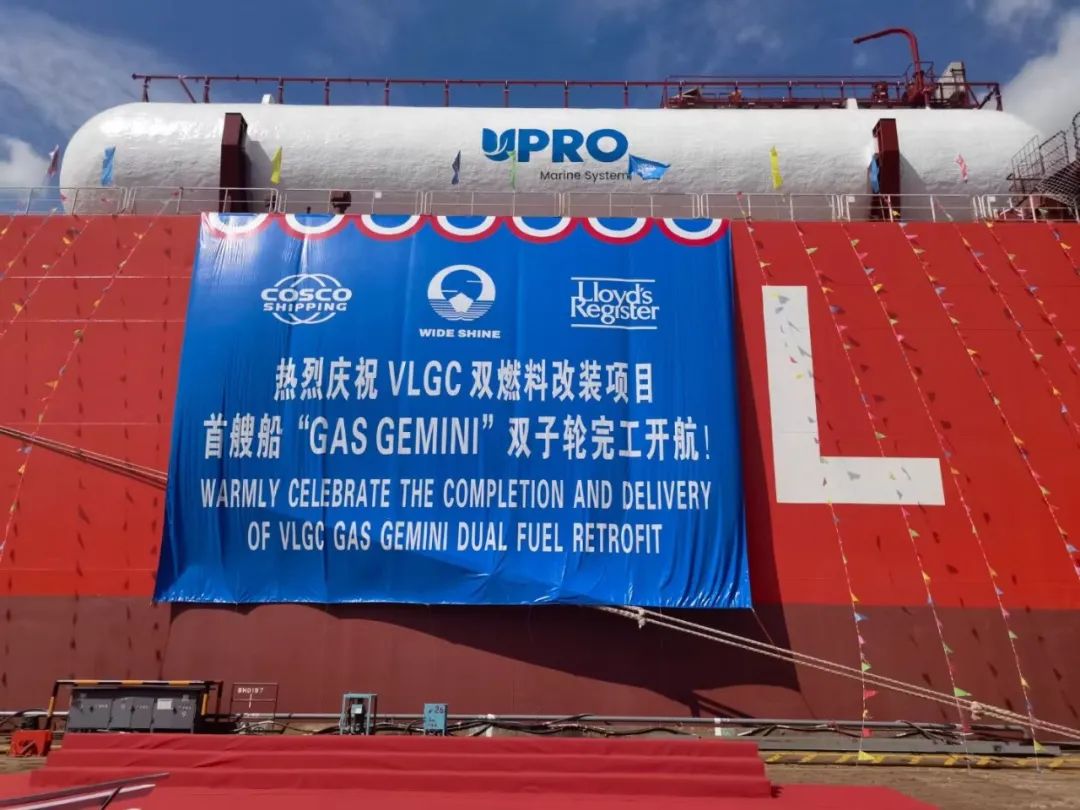 UPRO
Marine System
COSCO
SHIPPING
WIDE SHINE
Lloyd's
Register
热烈庆祝 VLGC 双燃料改装项目
首艘船“GAS GEMINI”双子轮完工开航！
WARMLY CELEBRATE THE COMPLETION AND DELIVERY
OF VLGC GAS GEMINI DUAL FUEL RETROFIT
L